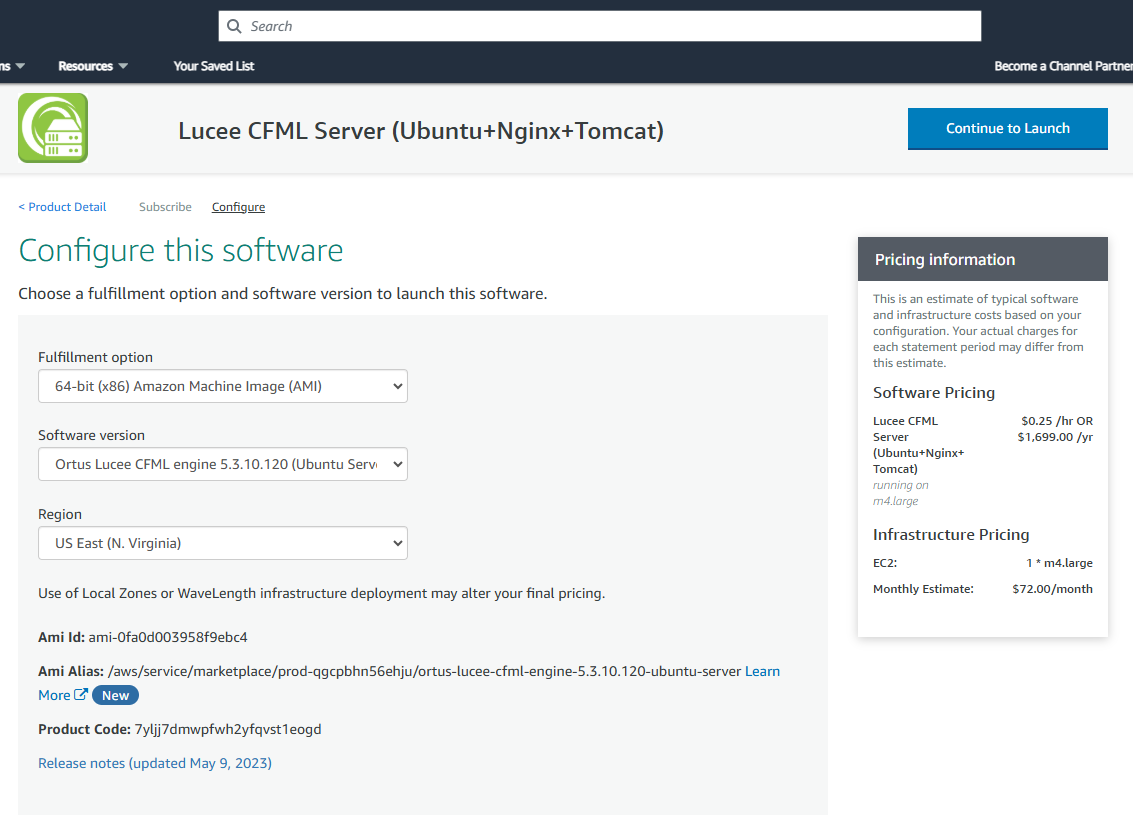 Search
ns
Resources
Your Saved List
Become a Channel Partner
Lucee CFML Server (Ubuntu+Nginx+Tomcat)
Continue to Launch
< Product Detail
Subscribe
Configure
Configure this software
Choose a fulfillment option and software version to launch this software.
Fulfillment option
64-bit (x86) Amazon Machine Image (AMI)
Software version
Ortus Lucee CFML engine 5.3.10.120 (Ubuntu Serv
Region
US East (N. Virginia)
Use of Local Zones or WaveLength infrastructure deployment may alter your final pricing.
Ami Id: ami-0fa0d003958f9ebc4
Ami Alias: /aws/service/marketplace/prod-qgcpbhn56ehju/ortus-lucee-cfml-engine-5.3.10.120-ubuntu-server Learn
More New
Product Code: 7yljj7dmwpfwh2yfqvst1eogd
Release notes (updated May 9, 2023)
Pricing information
This is an estimate of typical software
and infrastructure costs based on your
configuration. Your actual charges for
each statement period may differ from
this estimate.
Software Pricing
Lucee CFML $0.25 /hr OR
Server $1,699.00 /yr
(Ubuntu+Nginx+
Tomcat)
running on
m4.large
Infrastructure Pricing
EC2: 1 * m4.large
Monthly Estimate: $72.00/month